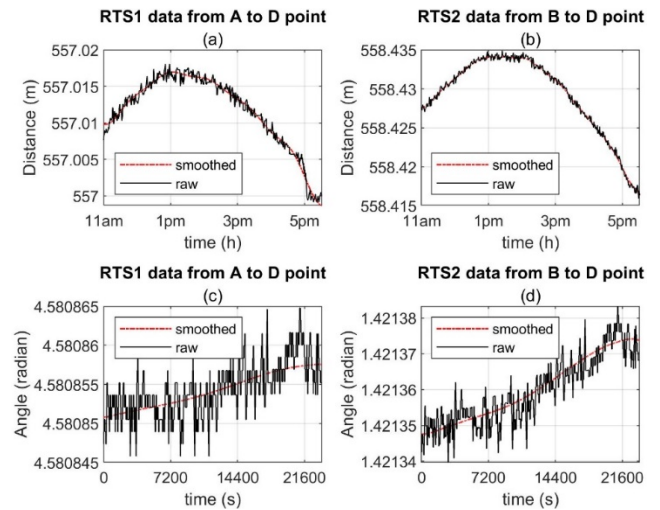 RTS1 data from A to D point
(a)
557.02
557.015
557.01
557.005
557
Distance (m)
smoothed
raw
11am
1pm
3pm
5pm
time (h)
RTS2 data from B to D point
(b)
558.435
558.43
558.425
558.42
558.415
Distance (m)
smoothed
raw
11am
1pm
3pm
5pm
time (h)
RTS1 data from A to D point
(c)
4.580865
4.58086
4.580855
4.58085
4.580845
Angle (radian)
smoothed
raw
0
7200
14400
21600
time (s)
RTS2 data from B to D point
(d)
1.42138
1.42137
1.42136
1.42135
1.42134
Angle (radian)
smoothed
raw
0
7200
14400
21600
time (s)